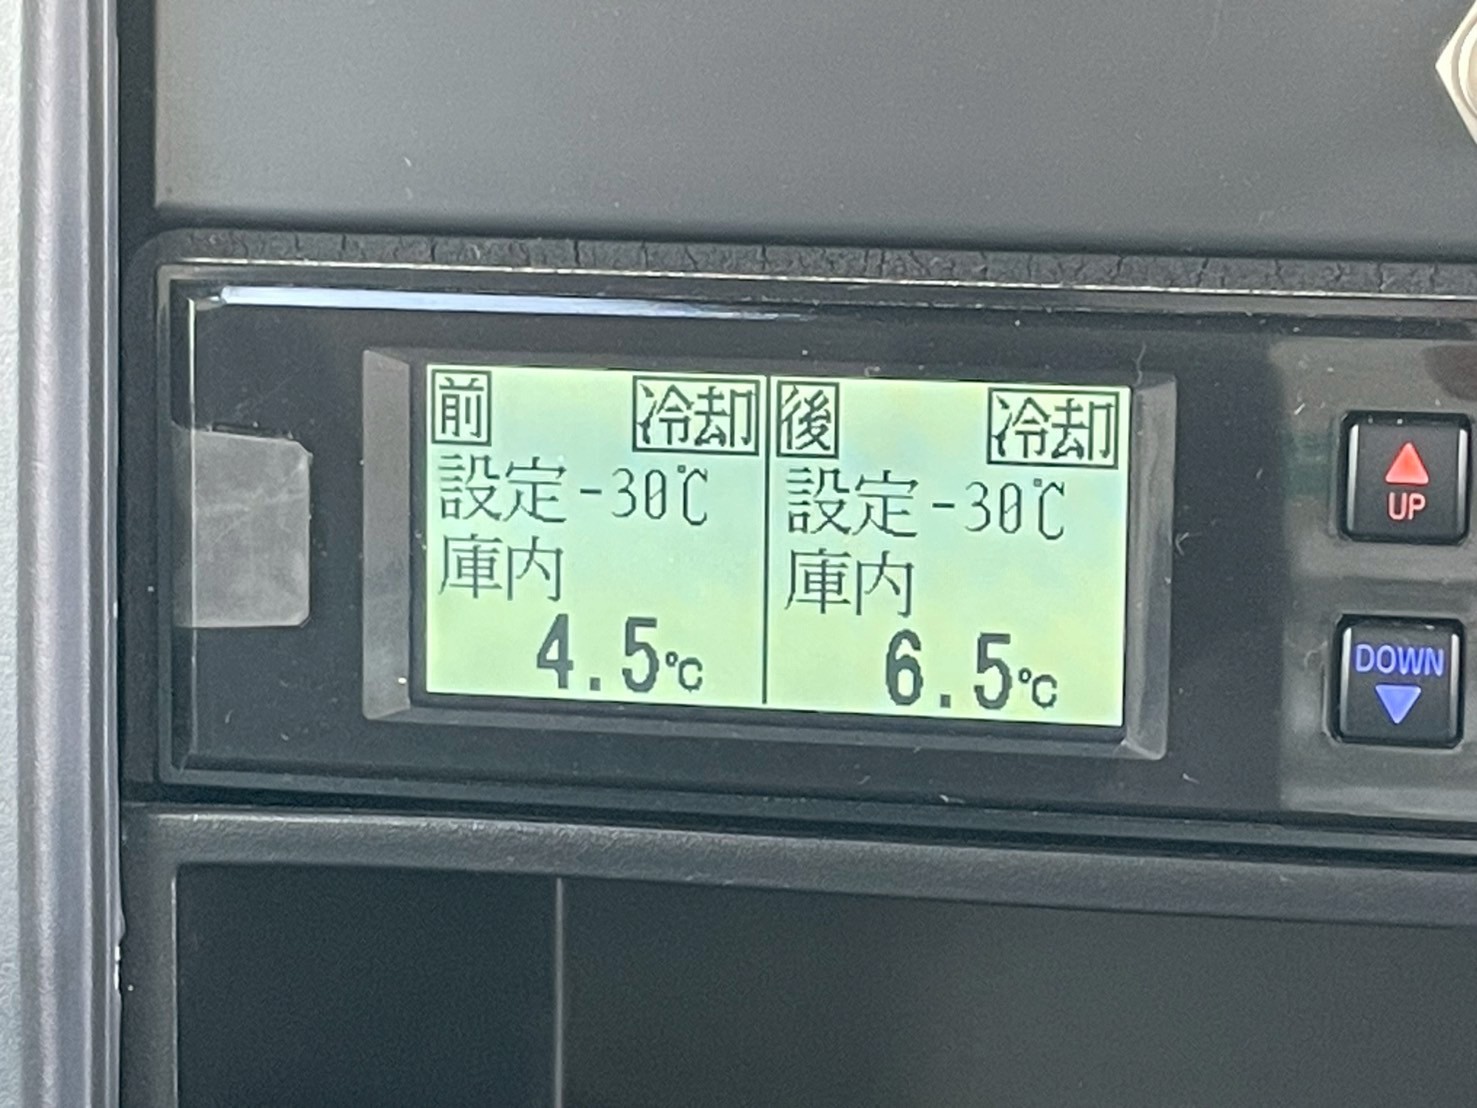 前 冷却
設定 -30℃
庫内
4.5℃
後 冷却
設定 -30℃
庫内
6.5℃
UP
DOWN